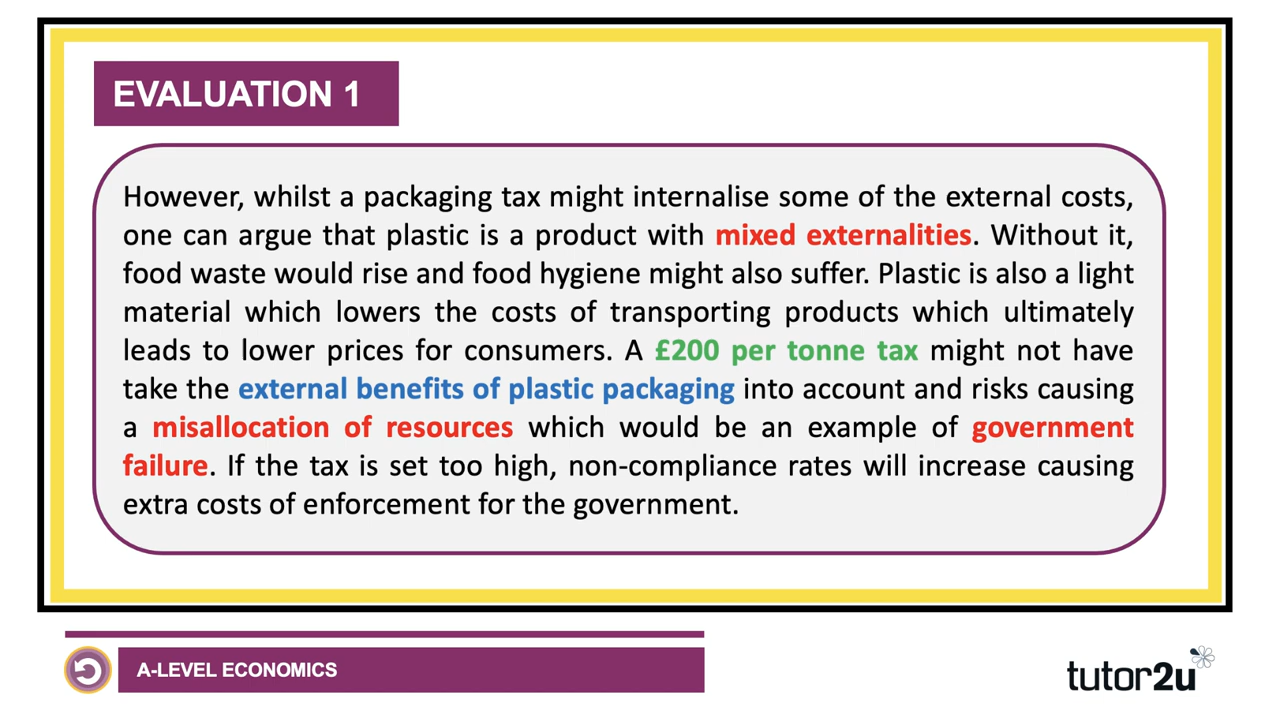 EVALUATION 1
However, whilst a packaging tax might internalise some of the external costs,
one can argue that plastic is a product with mixed externalities. Without it,
food waste would rise and food hygiene might also suffer. Plastic is also a light
material which lowers the costs of transporting products which ultimately
leads to lower prices for consumers. A £200 per tonne tax might not have
take the external benefits of plastic packaging into account and risks causing
a misallocation of resources which would be an example of government
failure. If the tax is set too high, non-compliance rates will increase causing
extra costs of enforcement for the government.
A-LEVEL ECONOMICS
tutor2u